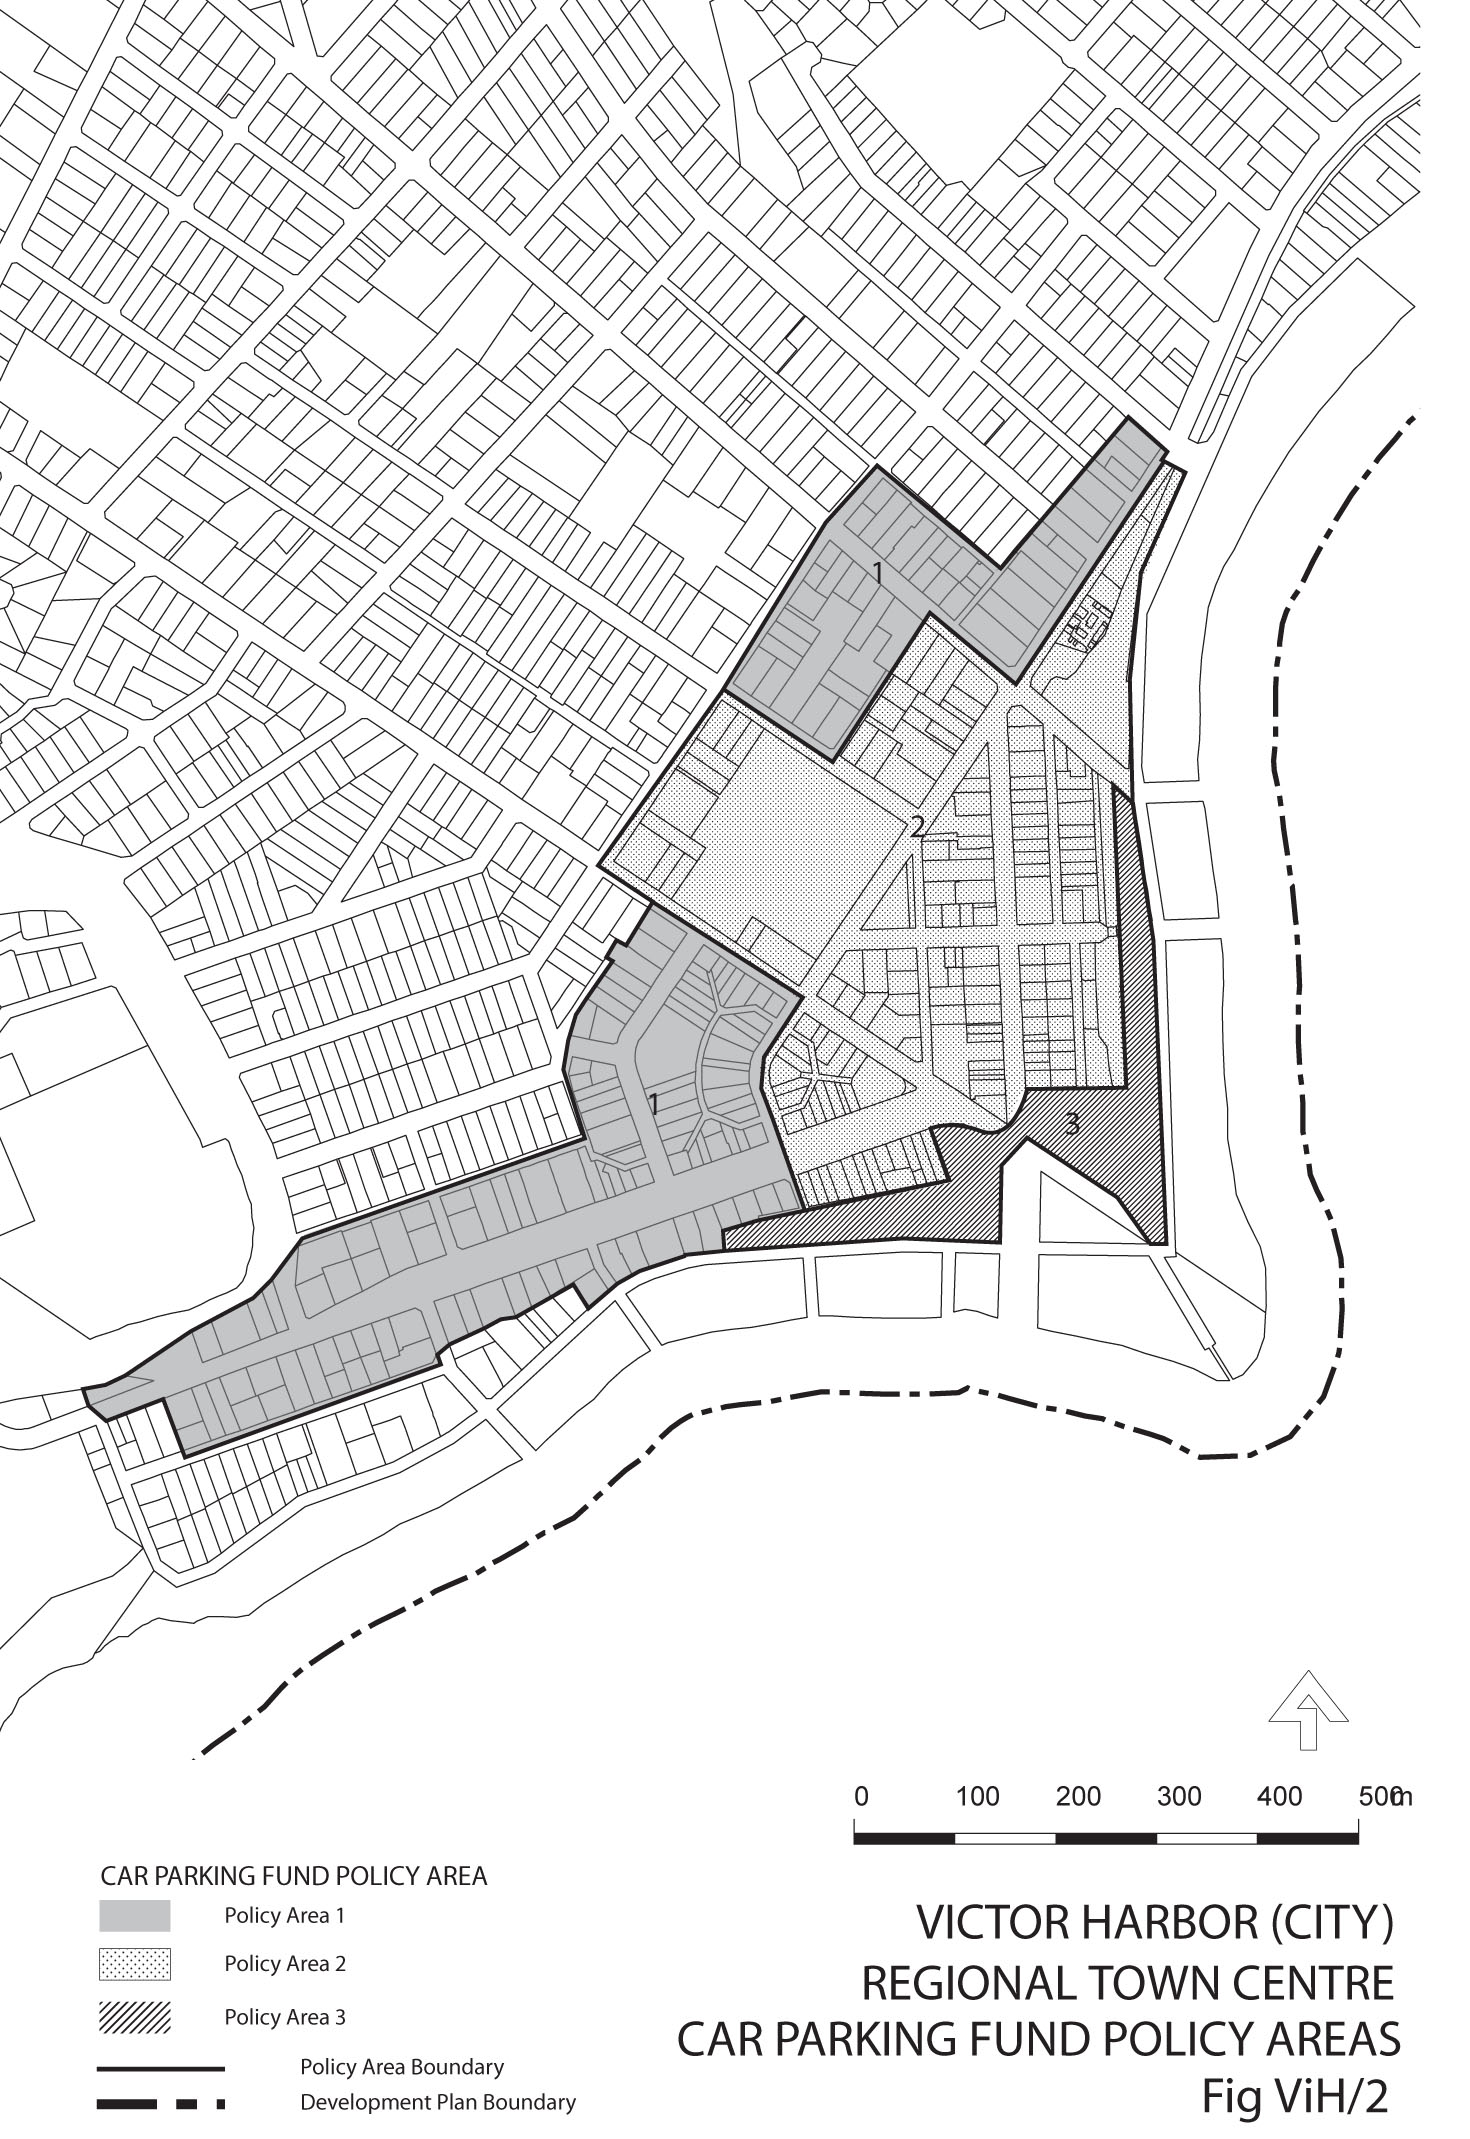 1
2
1
3
0 100 200 300 400 500m
CAR PARKING FUND POLICY AREA
Policy Area 1
Policy Area 2
Policy Area 3
Policy Area Boundary
Development Plan Boundary
VICTOR HARBOR (CITY)
REGIONAL TOWN CENTRE
CAR PARKING FUND POLICY AREAS
Fig ViH/2